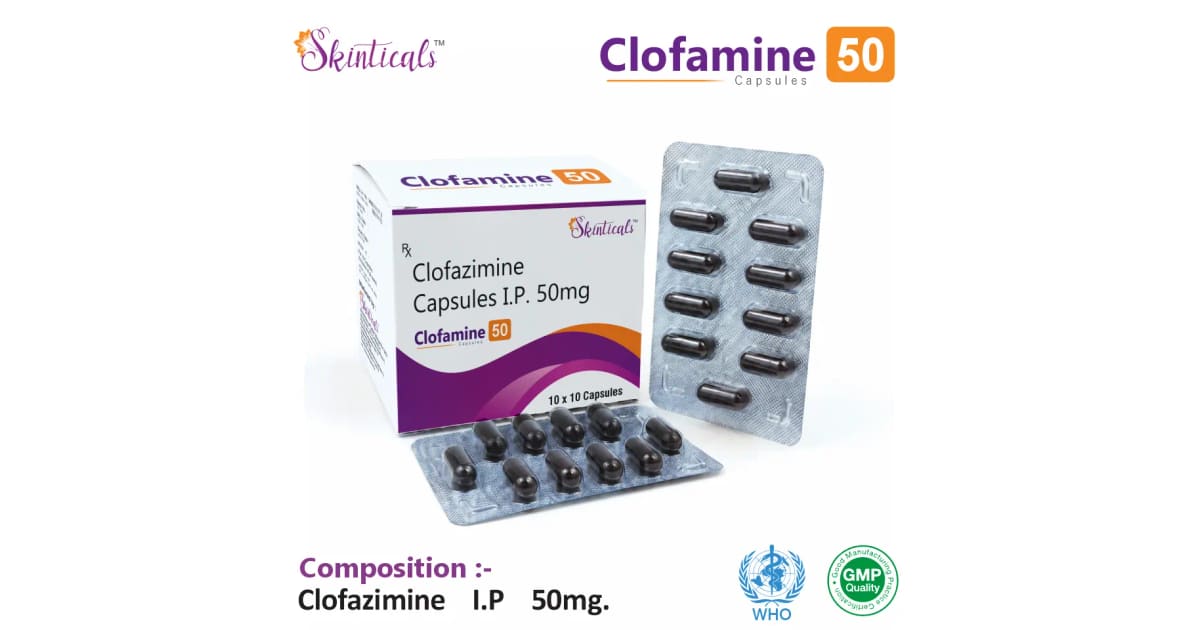 Skinticals™
Clofamine 50
Capsules
Clofamine 50
Capsules
Skinticals™
Rx
Clofazimine
Capsules I.P. 50mg
Clofamine 50
Capsules
10 x 10 Capsules
Skinticals
Composition :-
Clofazimine I.P 50mg.
WHO
Good Manufacturing
GMP
Quality
Practice Certification